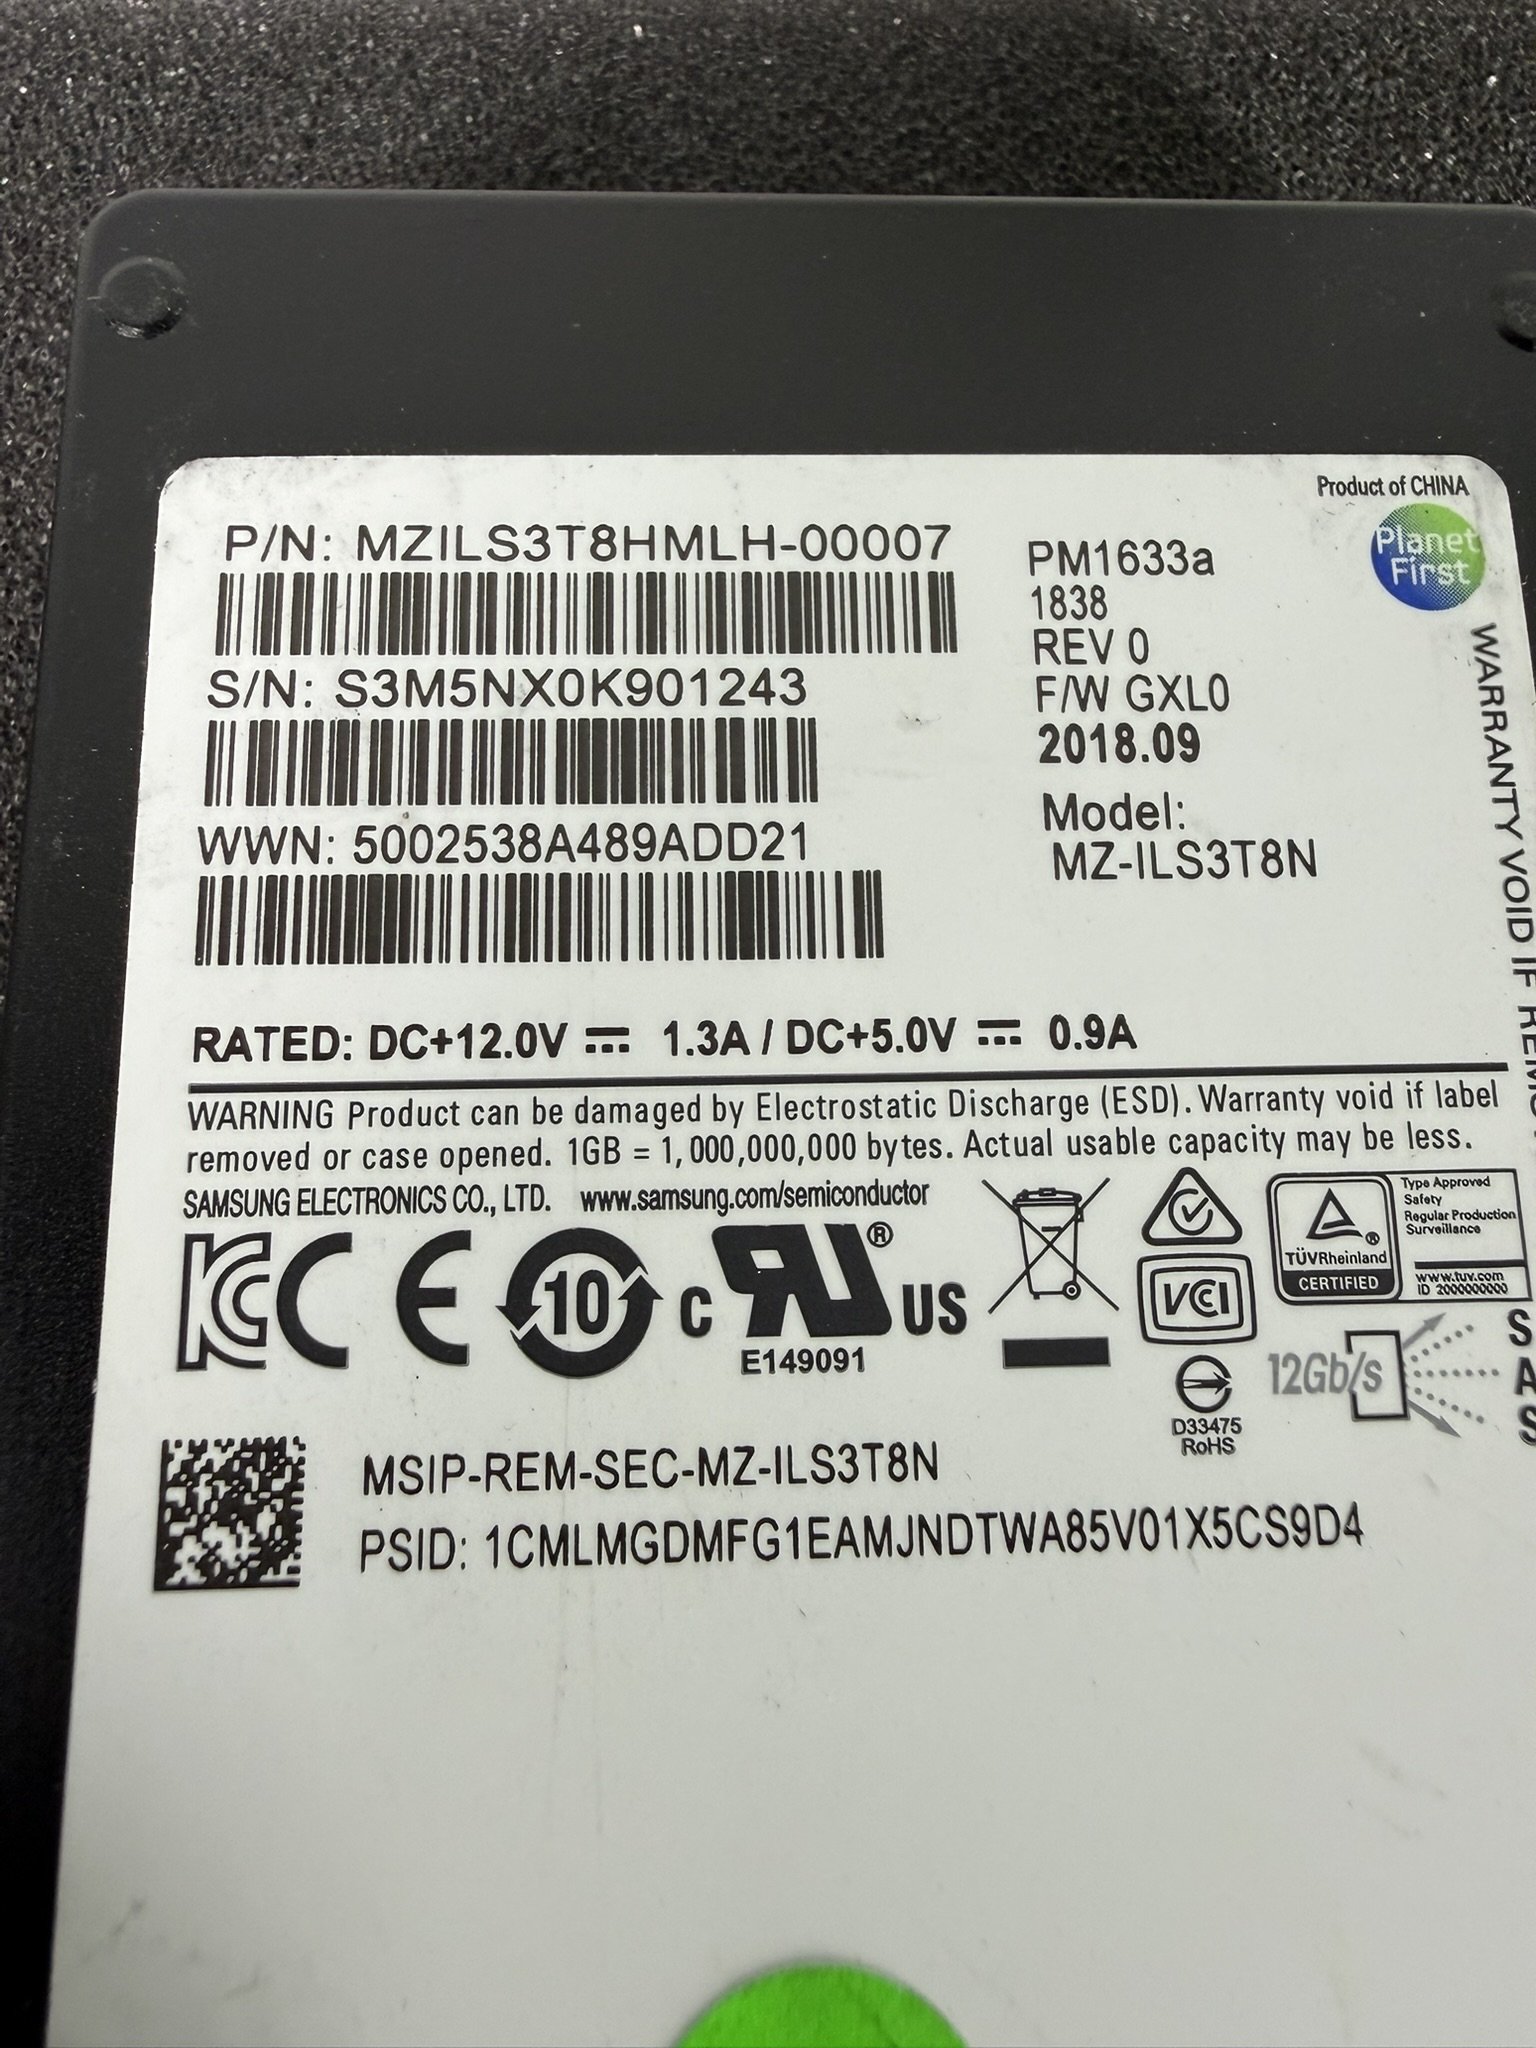 Product of CHINA
Planet
First
P/N: MZILS3T8HMLH-00007
S/N: S3M5NX0K901243
WWN: 5002538A489ADD21
PM1633a
1838
REV 0
F/W GXL0
2018.09
Model:
MZ-ILS3T8N
WARRANTY VOID IF
RATED: DC+12.0V ⎓ 1.3A / DC+5.0V ⎓ 0.9A
WARNING Product can be damaged by Electrostatic Discharge (ESD). Warranty void if label
removed or case opened. 1GB = 1,000,000,000 bytes. Actual usable capacity may be less.
SAMSUNG ELECTRONICS CO., LTD. www.samsung.com/semiconductor
KC CE 10 c RU ® US
E149091
VCI
D33475
RoHS
TÜVRheinland ®
CERTIFIED
Type Approved
Safety
Regular Production
Surveillance
www.tuv.com
ID 2000000000
12Gb/s
SAS
MSIP-REM-SEC-MZ-ILS3T8N
PSID: 1CMLMGDMFG1EAMJNDTWA85V01X5CS9D4